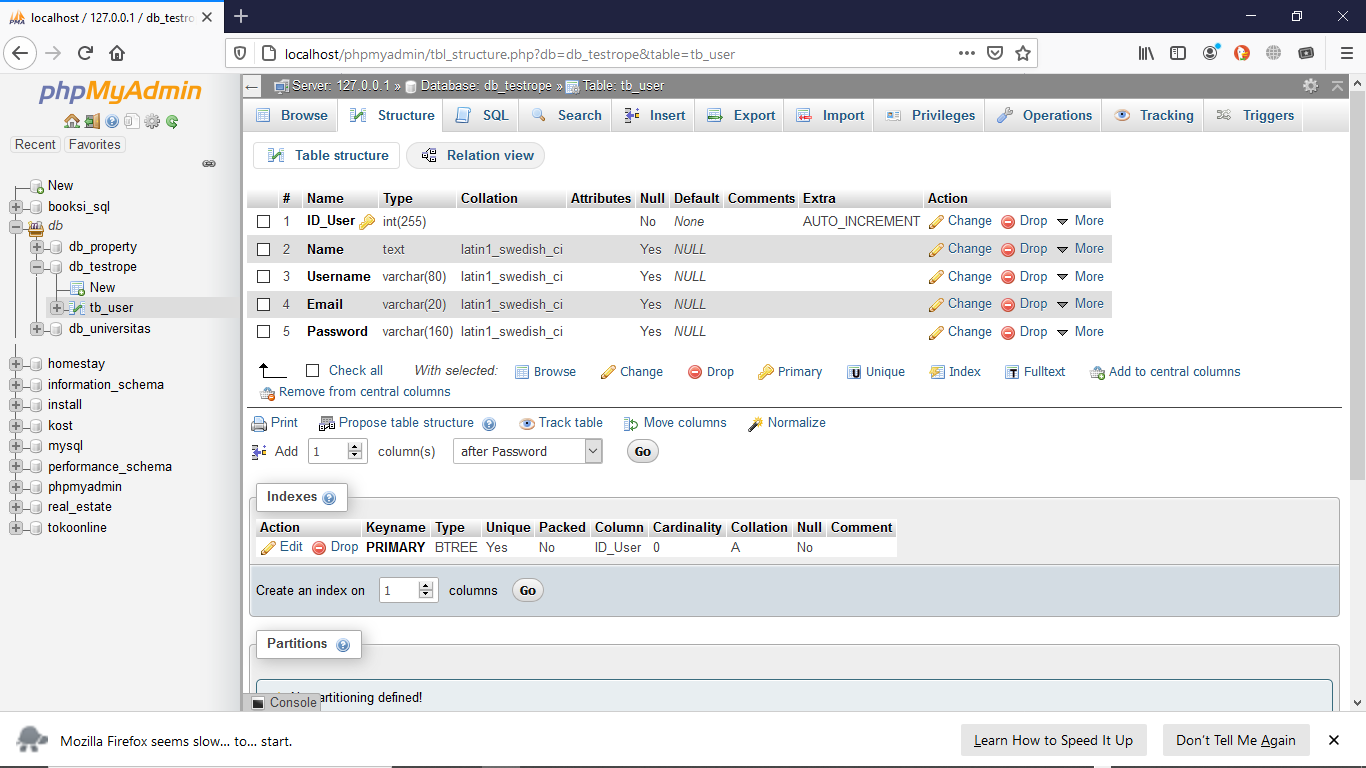 localhost / 127.0.0.1 / db_testro
localhost/phpmyadmin/tbl_structure.php?db=db_testrope&table=tb_user
phpMyAdmin
Recent Favorites
New
booksi_sql
db
db_property
db_testrope
New
tb_user
db_universitas
homestay
information_schema
install
kost
mysql
performance_schema
phpmyadmin
real_estate
tokoonline
Server: 127.0.0.1 » Database: db_testrope » Table: tb_user
Browse Structure SQL Search Insert Export Import Privileges Operations Tracking Triggers
Table structure Relation view
# Name Type Collation Attributes Null Default Comments Extra Action
1 ID_User int(255) No None AUTO_INCREMENT Change Drop More
2 Name text latin1_swedish_ci Yes NULL Change Drop More
3 Username varchar(80) latin1_swedish_ci Yes NULL Change Drop More
4 Email varchar(20) latin1_swedish_ci Yes NULL Change Drop More
5 Password varchar(160) latin1_swedish_ci Yes NULL Change Drop More
Check all With selected: Browse Change Drop Primary Unique Index Fulltext Add to central columns
Remove from central columns
Print Propose table structure Track table Move columns Normalize
Add 1 column(s) after Password Go
Indexes
Action Keyname Type Unique Packed Column Cardinality Collation Null Comment
Edit Drop PRIMARY BTREE Yes No ID_User 0 A No
Create an index on 1 columns Go
Partitions
partitioning defined!
Console
Mozilla Firefox seems slow... to... start.
Learn How to Speed It Up Don't Tell Me Again